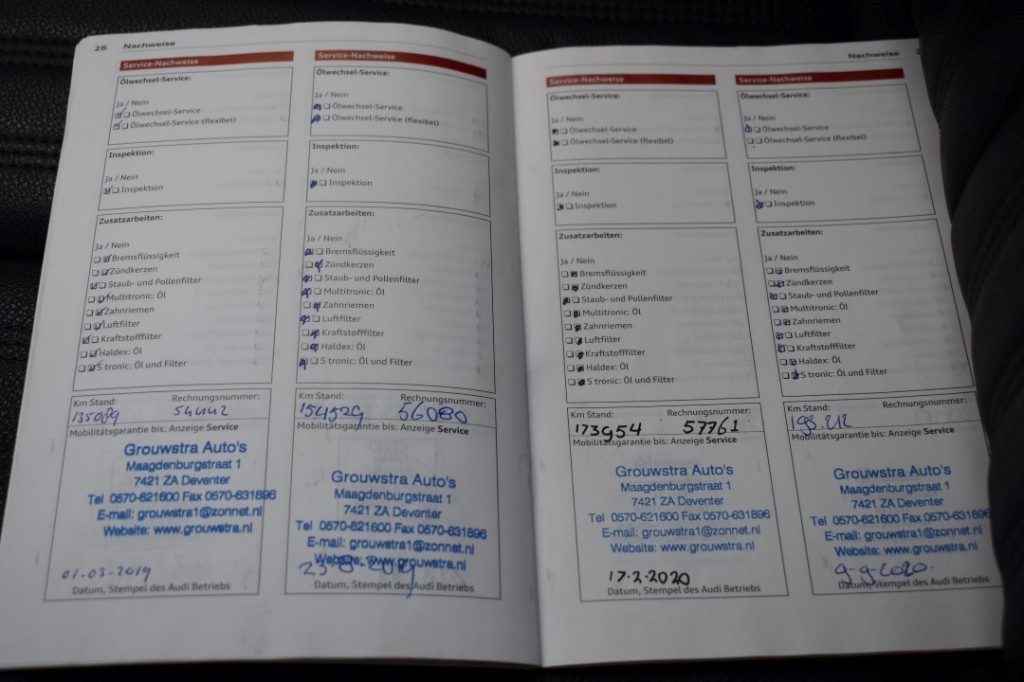 26 Nachweise
Service-Nachweise
Ölwechsel-Service:
Ja / Nein
Ölwechsel-Service
Ölwechsel-Service (flexibel)
Inspektion:
Ja / Nein
Inspektion
Zusatzarbeiten:
Ja / Nein
Bremsflüssigkeit
Zündkerzen
Staub- und Pollenfilter
Multitronic: Öl
Zahnriemen
Luftfilter
Kraftstofffilter
Haldex: Öl
S tronic: Öl und Filter
Km Stand: Rechnungsnummer:
135089 54442
Mobilitätsgarantie bis: Anzeige Service
Grouwstra Auto's
Maagdenburgstraat 1
7421 ZA Deventer
Tel 0570-621600 Fax 0570-631896
E-mail: grouwstra1@zonnet.nl
Website: www.grouwstra.nl
01-03-2019
Datum, Stempel des Audi Betriebs
Service-Nachweise
Ölwechsel-Service:
Ja / Nein
Ölwechsel-Service
Ölwechsel-Service (flexibel)
Inspektion:
Ja / Nein
Inspektion
Zusatzarbeiten:
Ja / Nein
Bremsflüssigkeit
Zündkerzen
Staub- und Pollenfilter
Multitronic: Öl
Zahnriemen
Luftfilter
Kraftstofffilter
Haldex: Öl
S tronic: Öl und Filter
Km Stand: Rechnungsnummer:
154529 56080
Mobilitätsgarantie bis: Anzeige Service
Grouwstra Auto's
Maagdenburgstraat 1
7421 ZA Deventer
Tel 0570-621600 Fax 0570-631896
E-mail: grouwstra1@zonnet.nl
Website: www.grouwstra.nl
Datum, Stempel des Audi Betriebs
Nachweise
Service-Nachweise
Ölwechsel-Service:
Ja / Nein
Ölwechsel-Service
Ölwechsel-Service (flexibel)
Inspektion:
Ja / Nein
Inspektion
Zusatzarbeiten:
Ja / Nein
Bremsflüssigkeit
Zündkerzen
Staub- und Pollenfilter
Multitronic: Öl
Zahnriemen
Luftfilter
Kraftstofffilter
Haldex: Öl
S tronic: Öl und Filter
Km Stand: Rechnungsnummer:
173954 57761
Mobilitätsgarantie bis: Anzeige Service
Grouwstra Auto's
Maagdenburgstraat 1
7421 ZA Deventer
Tel 0570-621600 Fax 0570-631896
E-mail: grouwstra1@zonnet.nl
Website: www.grouwstra.nl
17-2-2020
Datum, Stempel des Audi Betriebs
Service-Nachweise
Ölwechsel-Service:
Ja / Nein
Ölwechsel-Service
Ölwechsel-Service (flexibel)
Inspektion:
Ja / Nein
Inspektion
Zusatzarbeiten:
Ja / Nein
Bremsflüssigkeit
Zündkerzen
Staub- und Pollenfilter
Multitronic: Öl
Zahnriemen
Luftfilter
Kraftstofffilter
Haldex: Öl
S tronic: Öl und Filter
Km Stand: Rechnungsnummer:
Mobilitätsgarantie bis: Anzeige Service
Grouwstra Auto's
Maagdenburgstraat 1
7421 ZA Deventer
Tel 0570-621600 Fax 0570-631896
E-mail: grouwstra1@zonnet.nl
Website: www.grouwstra.nl
9-9-2020.
Datum, Stempel des Audi Betriebs